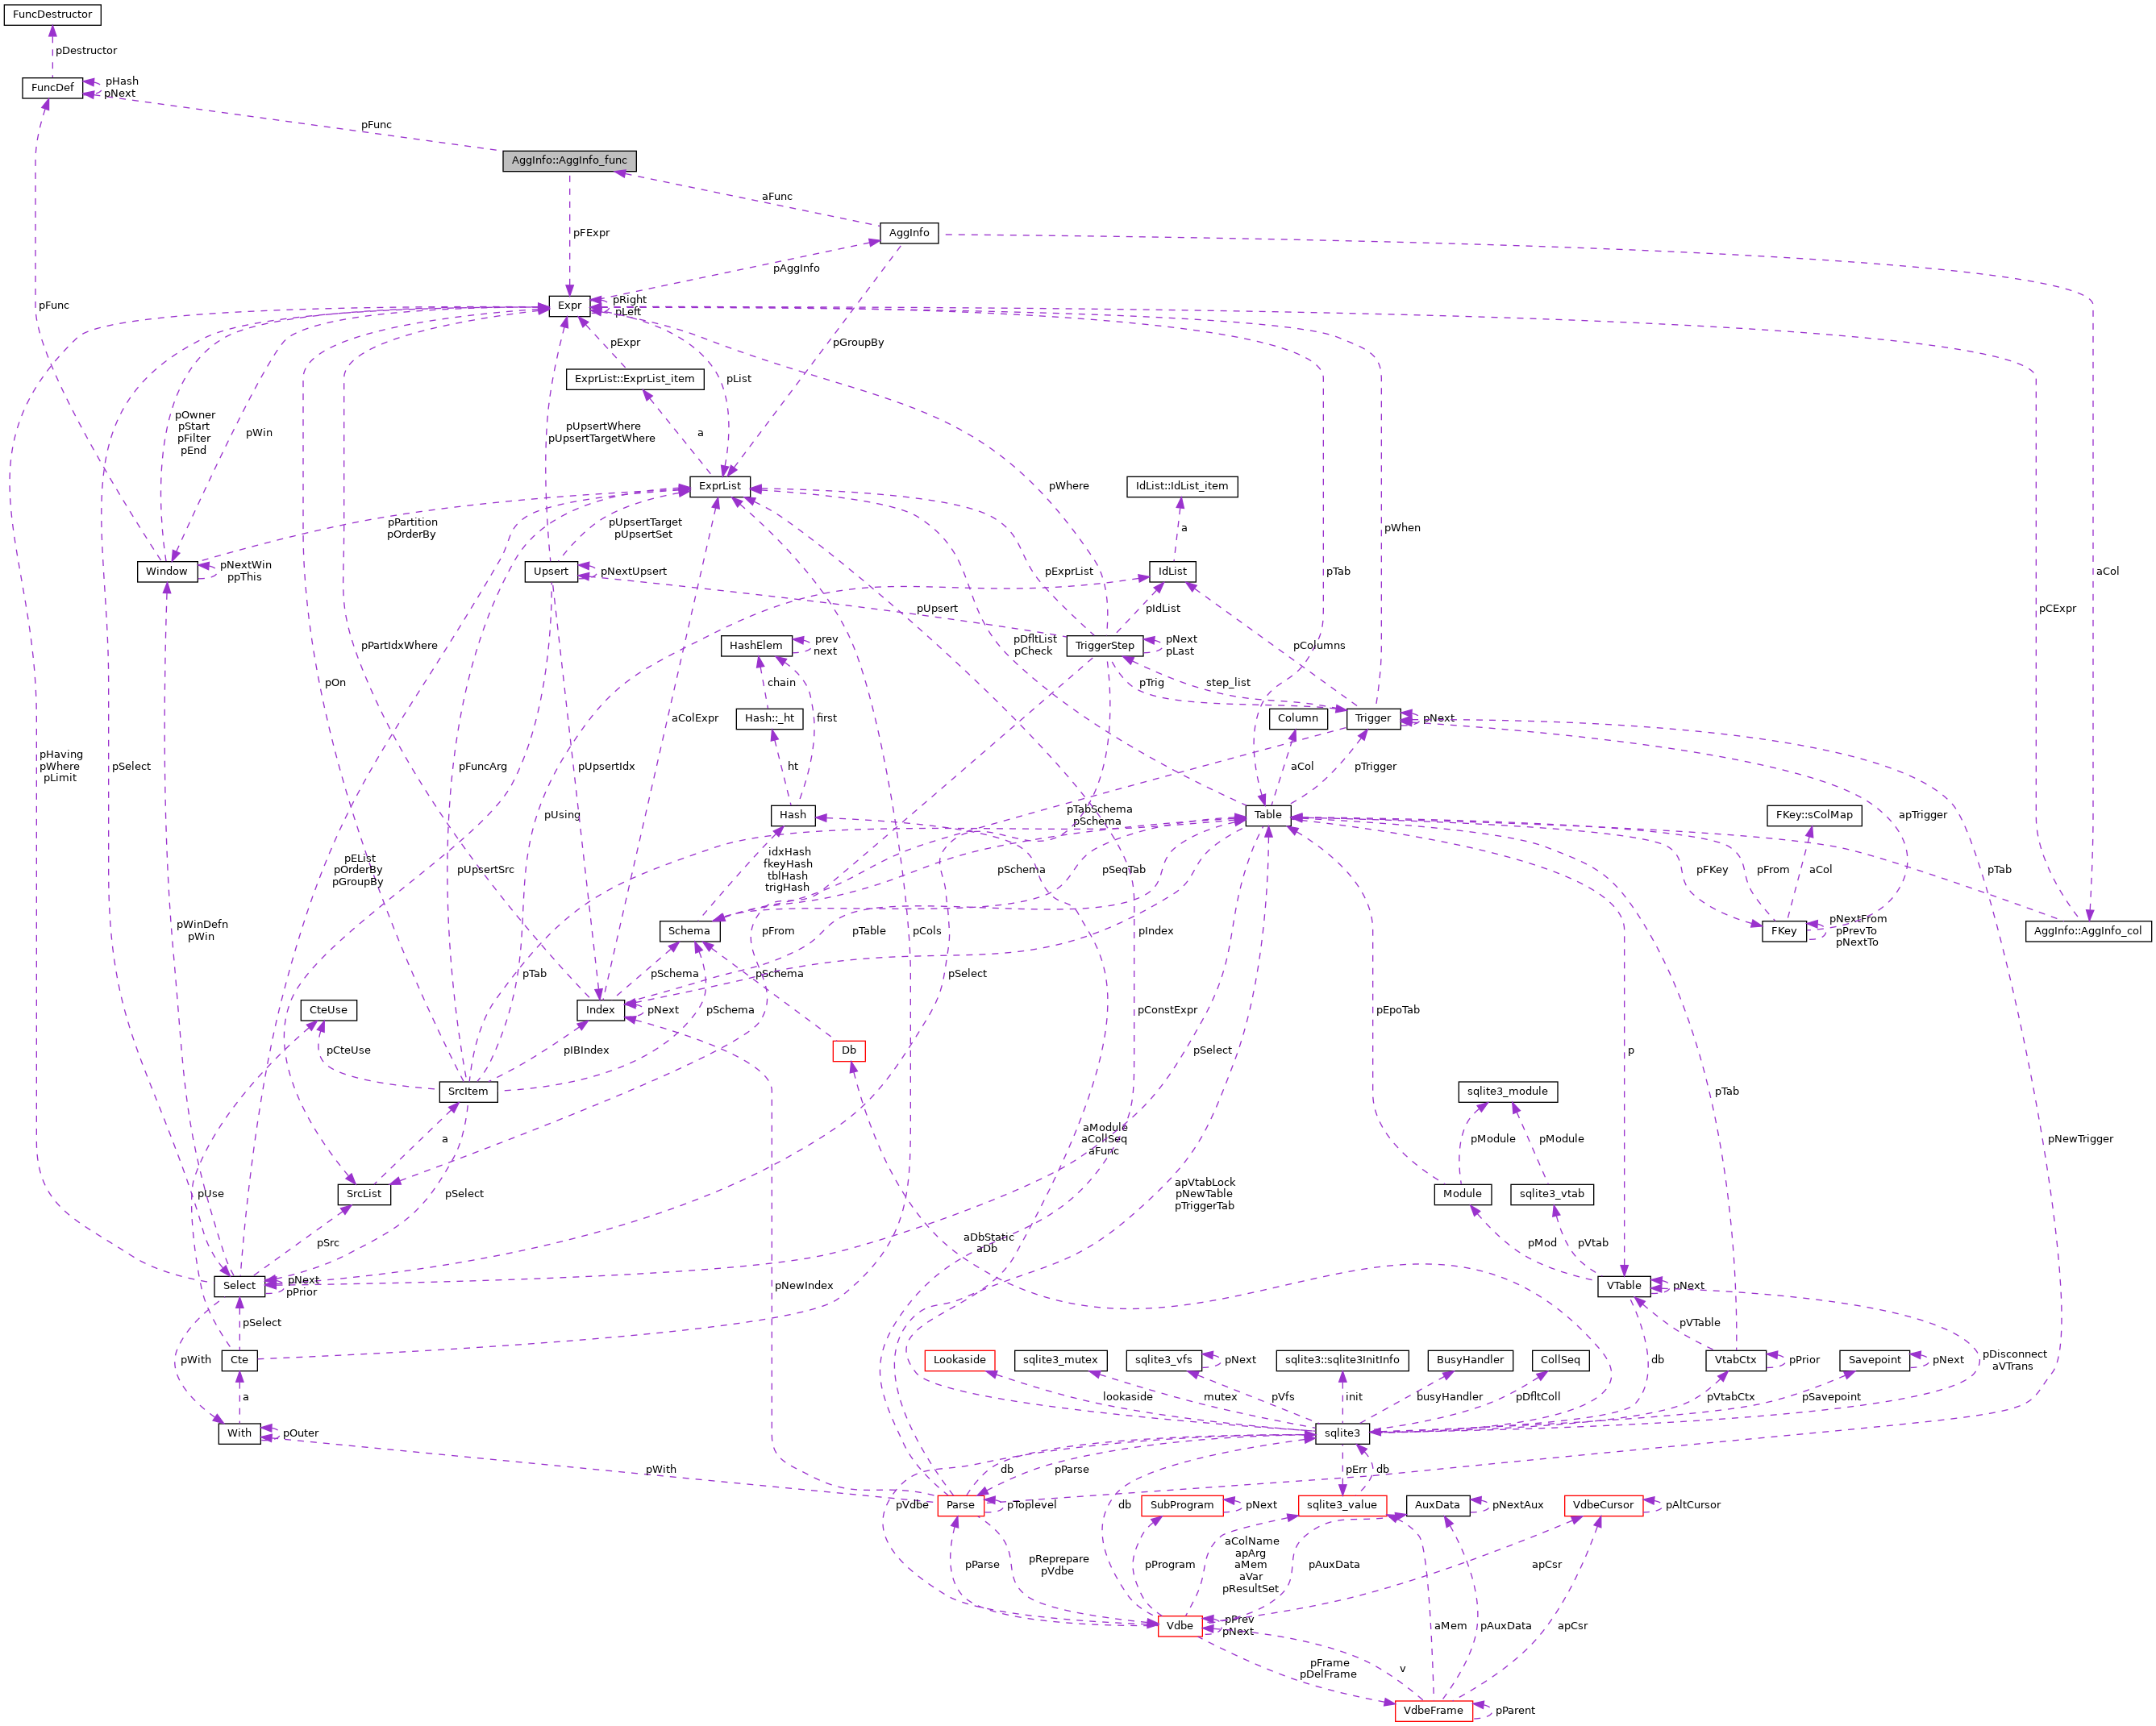 FuncDestructor
pDestructor
FuncDef
pHash
pNext
pFunc
AggInfo::AggInfo_func
aFunc
pFExpr
AggInfo
pAggInfo
Expr
pRight
pLeft
pFunc
pGroupBy
pExpr
ExprList::ExprList_item
pList
pOwner
pStart
pFilter
pEnd
pWin
pUpsertWhere
pUpsertTargetWhere
a
ExprList
pWhere
IdList::IdList_item
pPartition
pOrderBy
pUpsertTarget
pUpsertSet
a
pWhen
Window
pNextWin
ppThis
Upsert
pNextUpsert
pExprList
IdList
pTab
aCol
pUpsert
pIdList
pCExpr
pPartIdxWhere
HashElem
prev
next
pDfltList
pCheck
TriggerStep
pNext
pLast
pColumns
pOn
chain
pTrig
step_list
aColExpr
Hash::_ht
first
Column
Trigger
pNext
pHaving
pWhere
pLimit
pSelect
pFuncArg
pUpsertIdx
ht
aCol
pTrigger
pUsing
Hash
pTabSchema
pSchema
Table
FKey::sColMap
apTrigger
pEList
pOrderBy
pGroupBy
pUpsertSrc
idxHash
fkeyHash
tblHash
trigHash
pSchema
pSeqTab
pFKey
pFrom
aCol
pTab
pWinDefn
pWin
Schema
pFrom
pTable
pCols
pIndex
FKey
pNextFrom
pPrevTo
pNextTo
AggInfo::AggInfo_col
pTab
pSchema
pSchema
pSelect
CteUse
Index
pNext
pSchema
pConstExpr
pEpoTab
pCteUse
pIBIndex
Db
pSelect
p
SrcItem
sqlite3_module
pTab
a
aModule
aCollSeq
aFunc
pModule
pModule
pNewTrigger
pUse
SrcList
pSelect
apVtabLock
pNewTable
pTriggerTab
Module
sqlite3_vtab
pSrc
aDbStatic
aDb
pMod
pVtab
Select
pNext
pPrior
pNewIndex
VTable
pNext
pSelect
pVTable
pWith
Cte
Lookaside
sqlite3_mutex
sqlite3_vfs
pNext
sqlite3::sqlite3InitInfo
BusyHandler
CollSeq
db
VtabCtx
pPrior
Savepoint
pNext
pDisconnect
aVTrans
a
lookaside
mutex
pVfs
init
busyHandler
pDfltColl
pVtabCtx
pSavepoint
With
pOuter
sqlite3
pWith
db
pParse
pErr
db
pVdbe
Parse
pToplevel
db
SubProgram
pNext
sqlite3_value
AuxData
pNextAux
VdbeCursor
pAltCursor
pParse
pReprepare
pVdbe
pProgram
aColName
apArg
aMem
aVar
pResultSet
pAuxData
apCsr
Vdbe
pPrev
pNext
aMem
pAuxData
apCsr
pFrame
pDelFrame
v
VdbeFrame
pParent